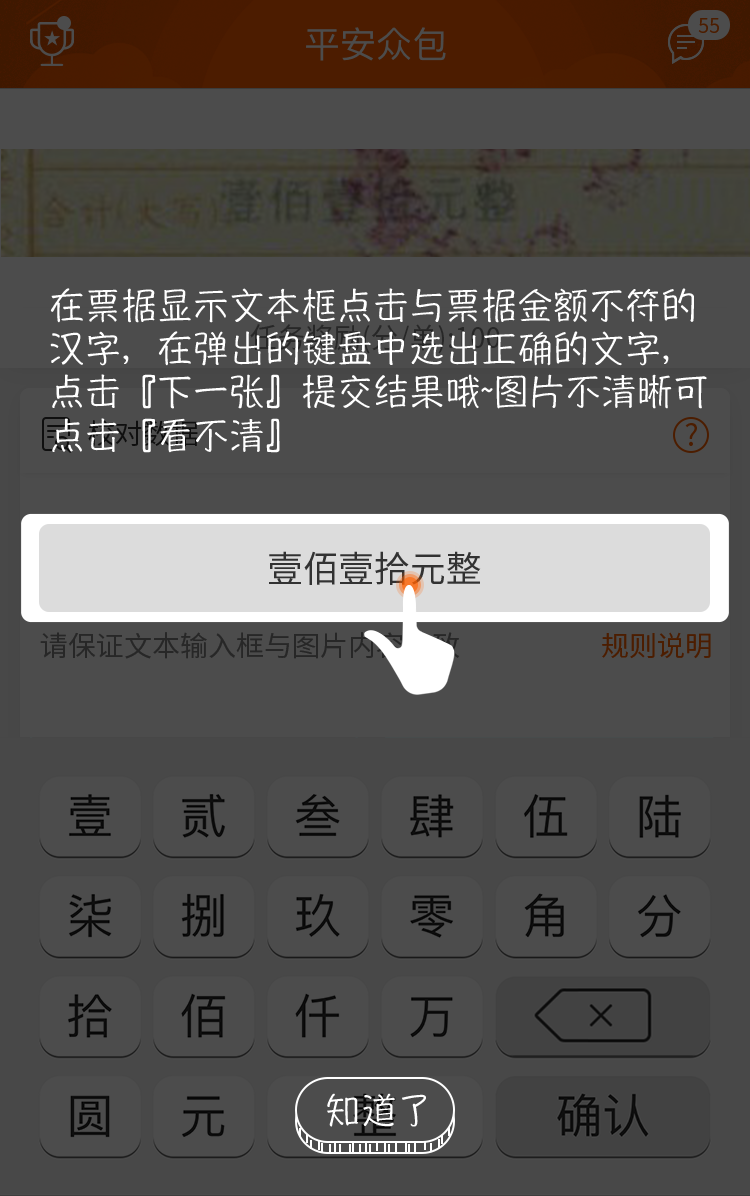 平安众包
55
合计(大写)
壹佰壹拾元整
在票据显示文本框点击与票据金额不符的
汉字，在弹出的键盘中选出正确的文字，
点击『下一张』提交结果哦~图片不清晰可
点击『看不清』
任务奖励(分/单):100
校对数据
?
壹佰壹拾元整
请保证文本输入框与图片内容一致
规则说明
壹 贰 叁 肆 伍 陆
柒 捌 玖 零 角 分
拾 佰 仟 万
圆 元 整 确认
知道了